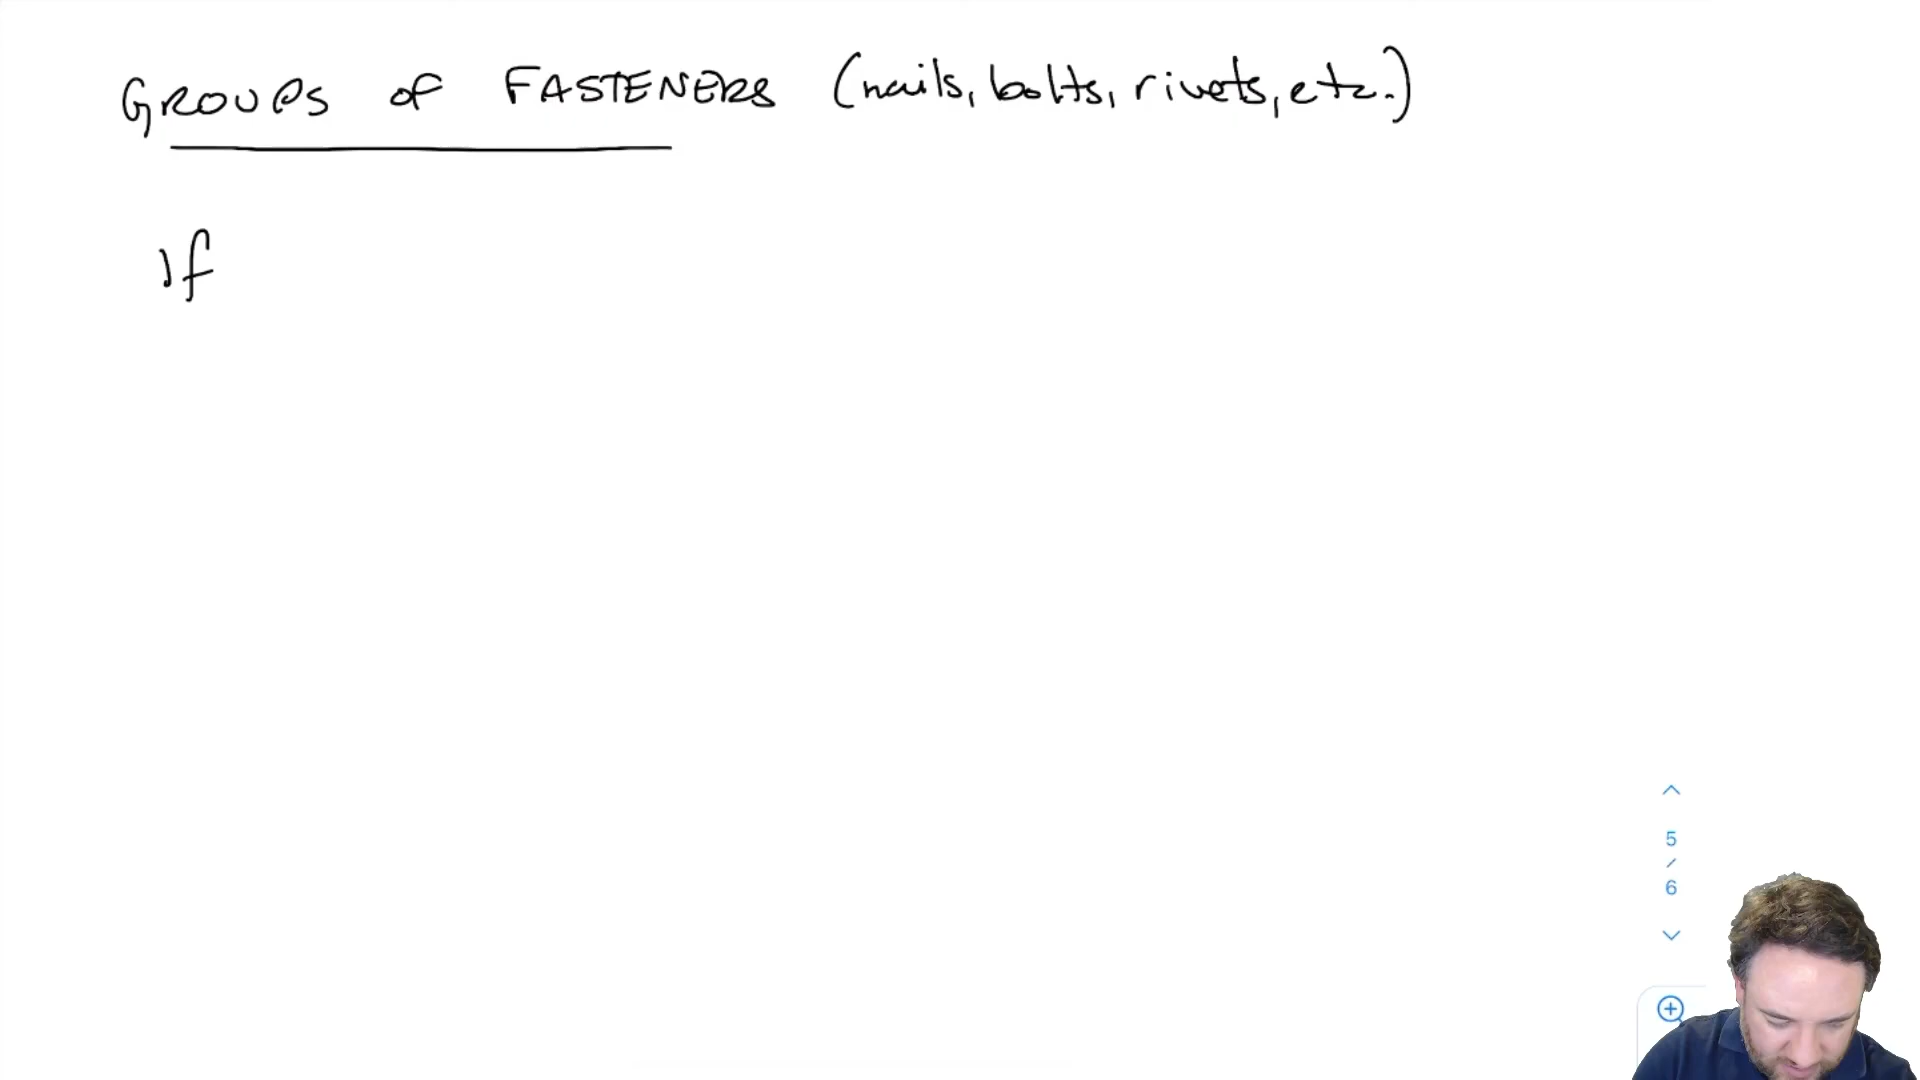 GROUPS of FASTENERS (nails, bolts, rivets, etc.)
If
5
/
6